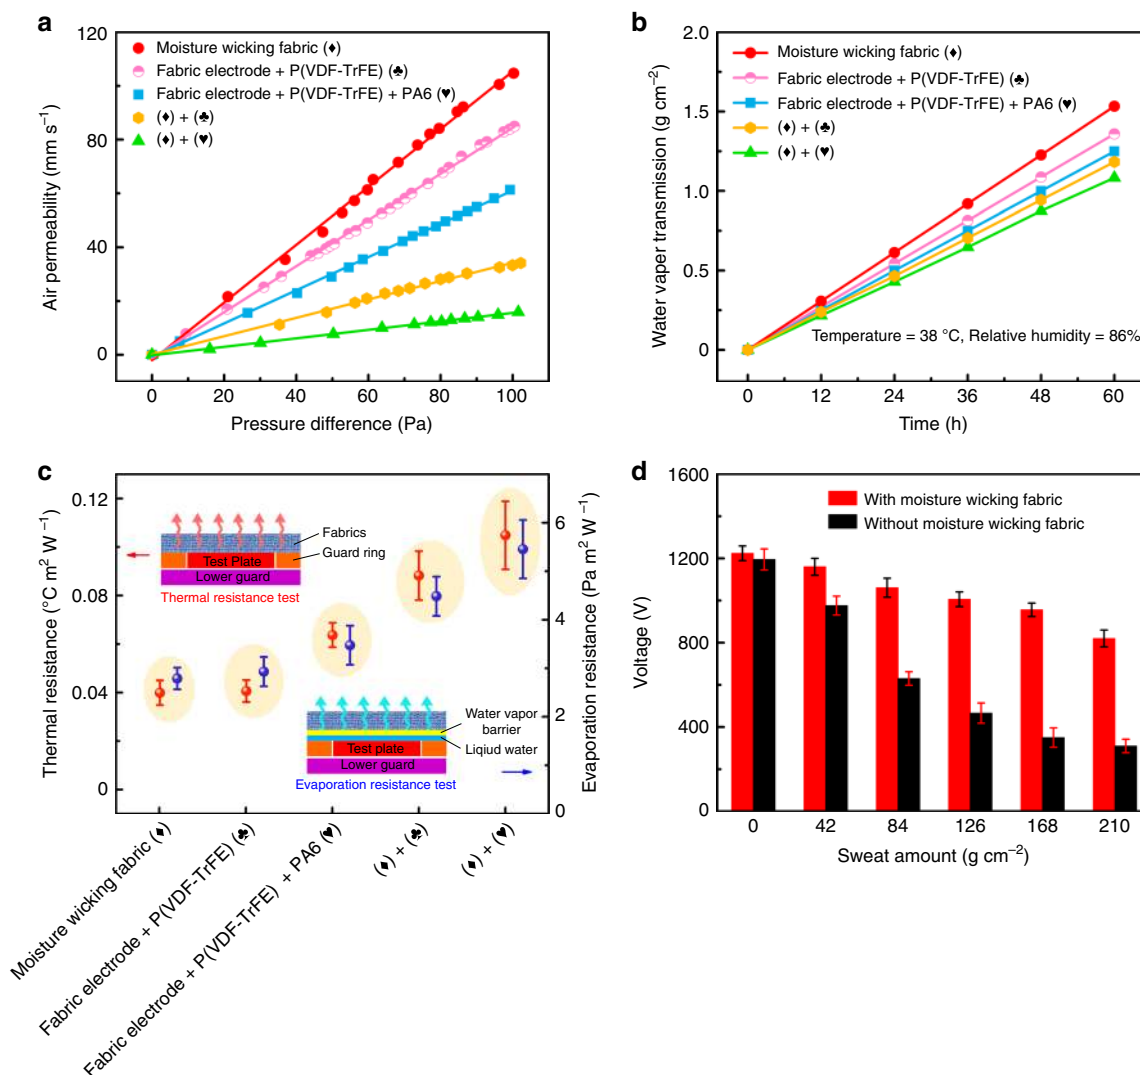 a
120
80
40
0
Air permeability (mm s⁻¹)
Moisture wicking fabric (♦)
Fabric electrode + P(VDF-TrFE) (♣)
Fabric electrode + P(VDF-TrFE) + PA6 (♥)
(♦) + (♣)
(♦) + (♥)
0 20 40 60 80 100
Pressure difference (Pa)
b
2.0
1.5
1.0
0.5
0
Water vaper transmission (g cm⁻²)
Moisture wicking fabric (♦)
Fabric electrode + P(VDF-TrFE) (♣)
Fabric electrode + P(VDF-TrFE) + PA6 (♥)
(♦) + (♣)
(♦) + (♥)
Temperature = 38 °C, Relative humidity = 86%
0 12 24 36 48 60
Time (h)
c
0.12
0.08
0.04
0
Thermal resistance (°C m² W⁻¹)
Fabrics
Guard ring
Test Plate
Lower guard
Thermal resistance test
Water vapor
barrier
Liqiud water
Test plate
Lower guard
Evaporation resistance test
6
4
2
0
Evaporation resistance (Pa m² W⁻¹)
Moisture wicking fabric (♦)
Fabric electrode + P(VDF-TrFE) (♣)
Fabric electrode + P(VDF-TrFE) + PA6 (♥)
(♦) + (♣)
(♦) + (♥)
d
1600
1200
800
400
0
Voltage (V)
With moisture wicking fabric
Without moisture wicking fabric
0 42 84 126 168 210
Sweat amount (g cm⁻²)